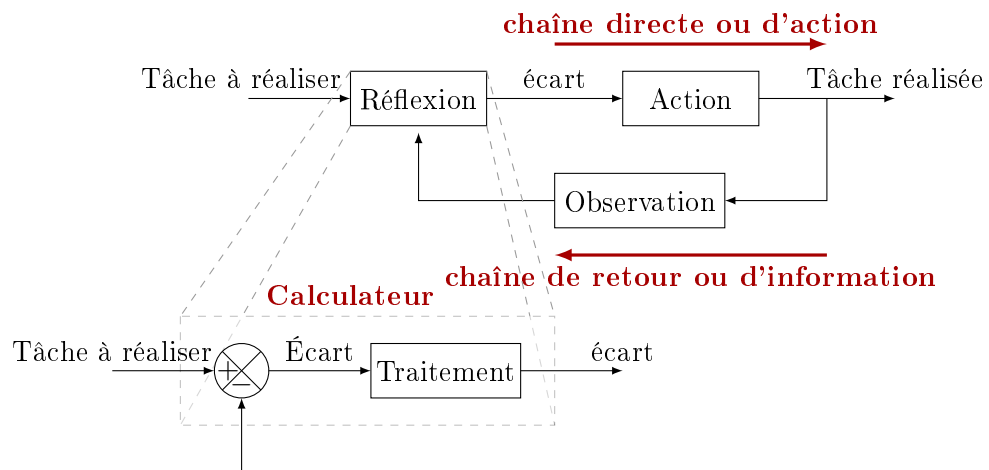 chaîne directe ou d'action
Tâche à réaliser
Réflexion
écart
Action
Tâche réalisée
Observation
chaîne de retour ou d'information
Calculateur
Tâche à réaliser
+
−
Écart
Traitement
écart